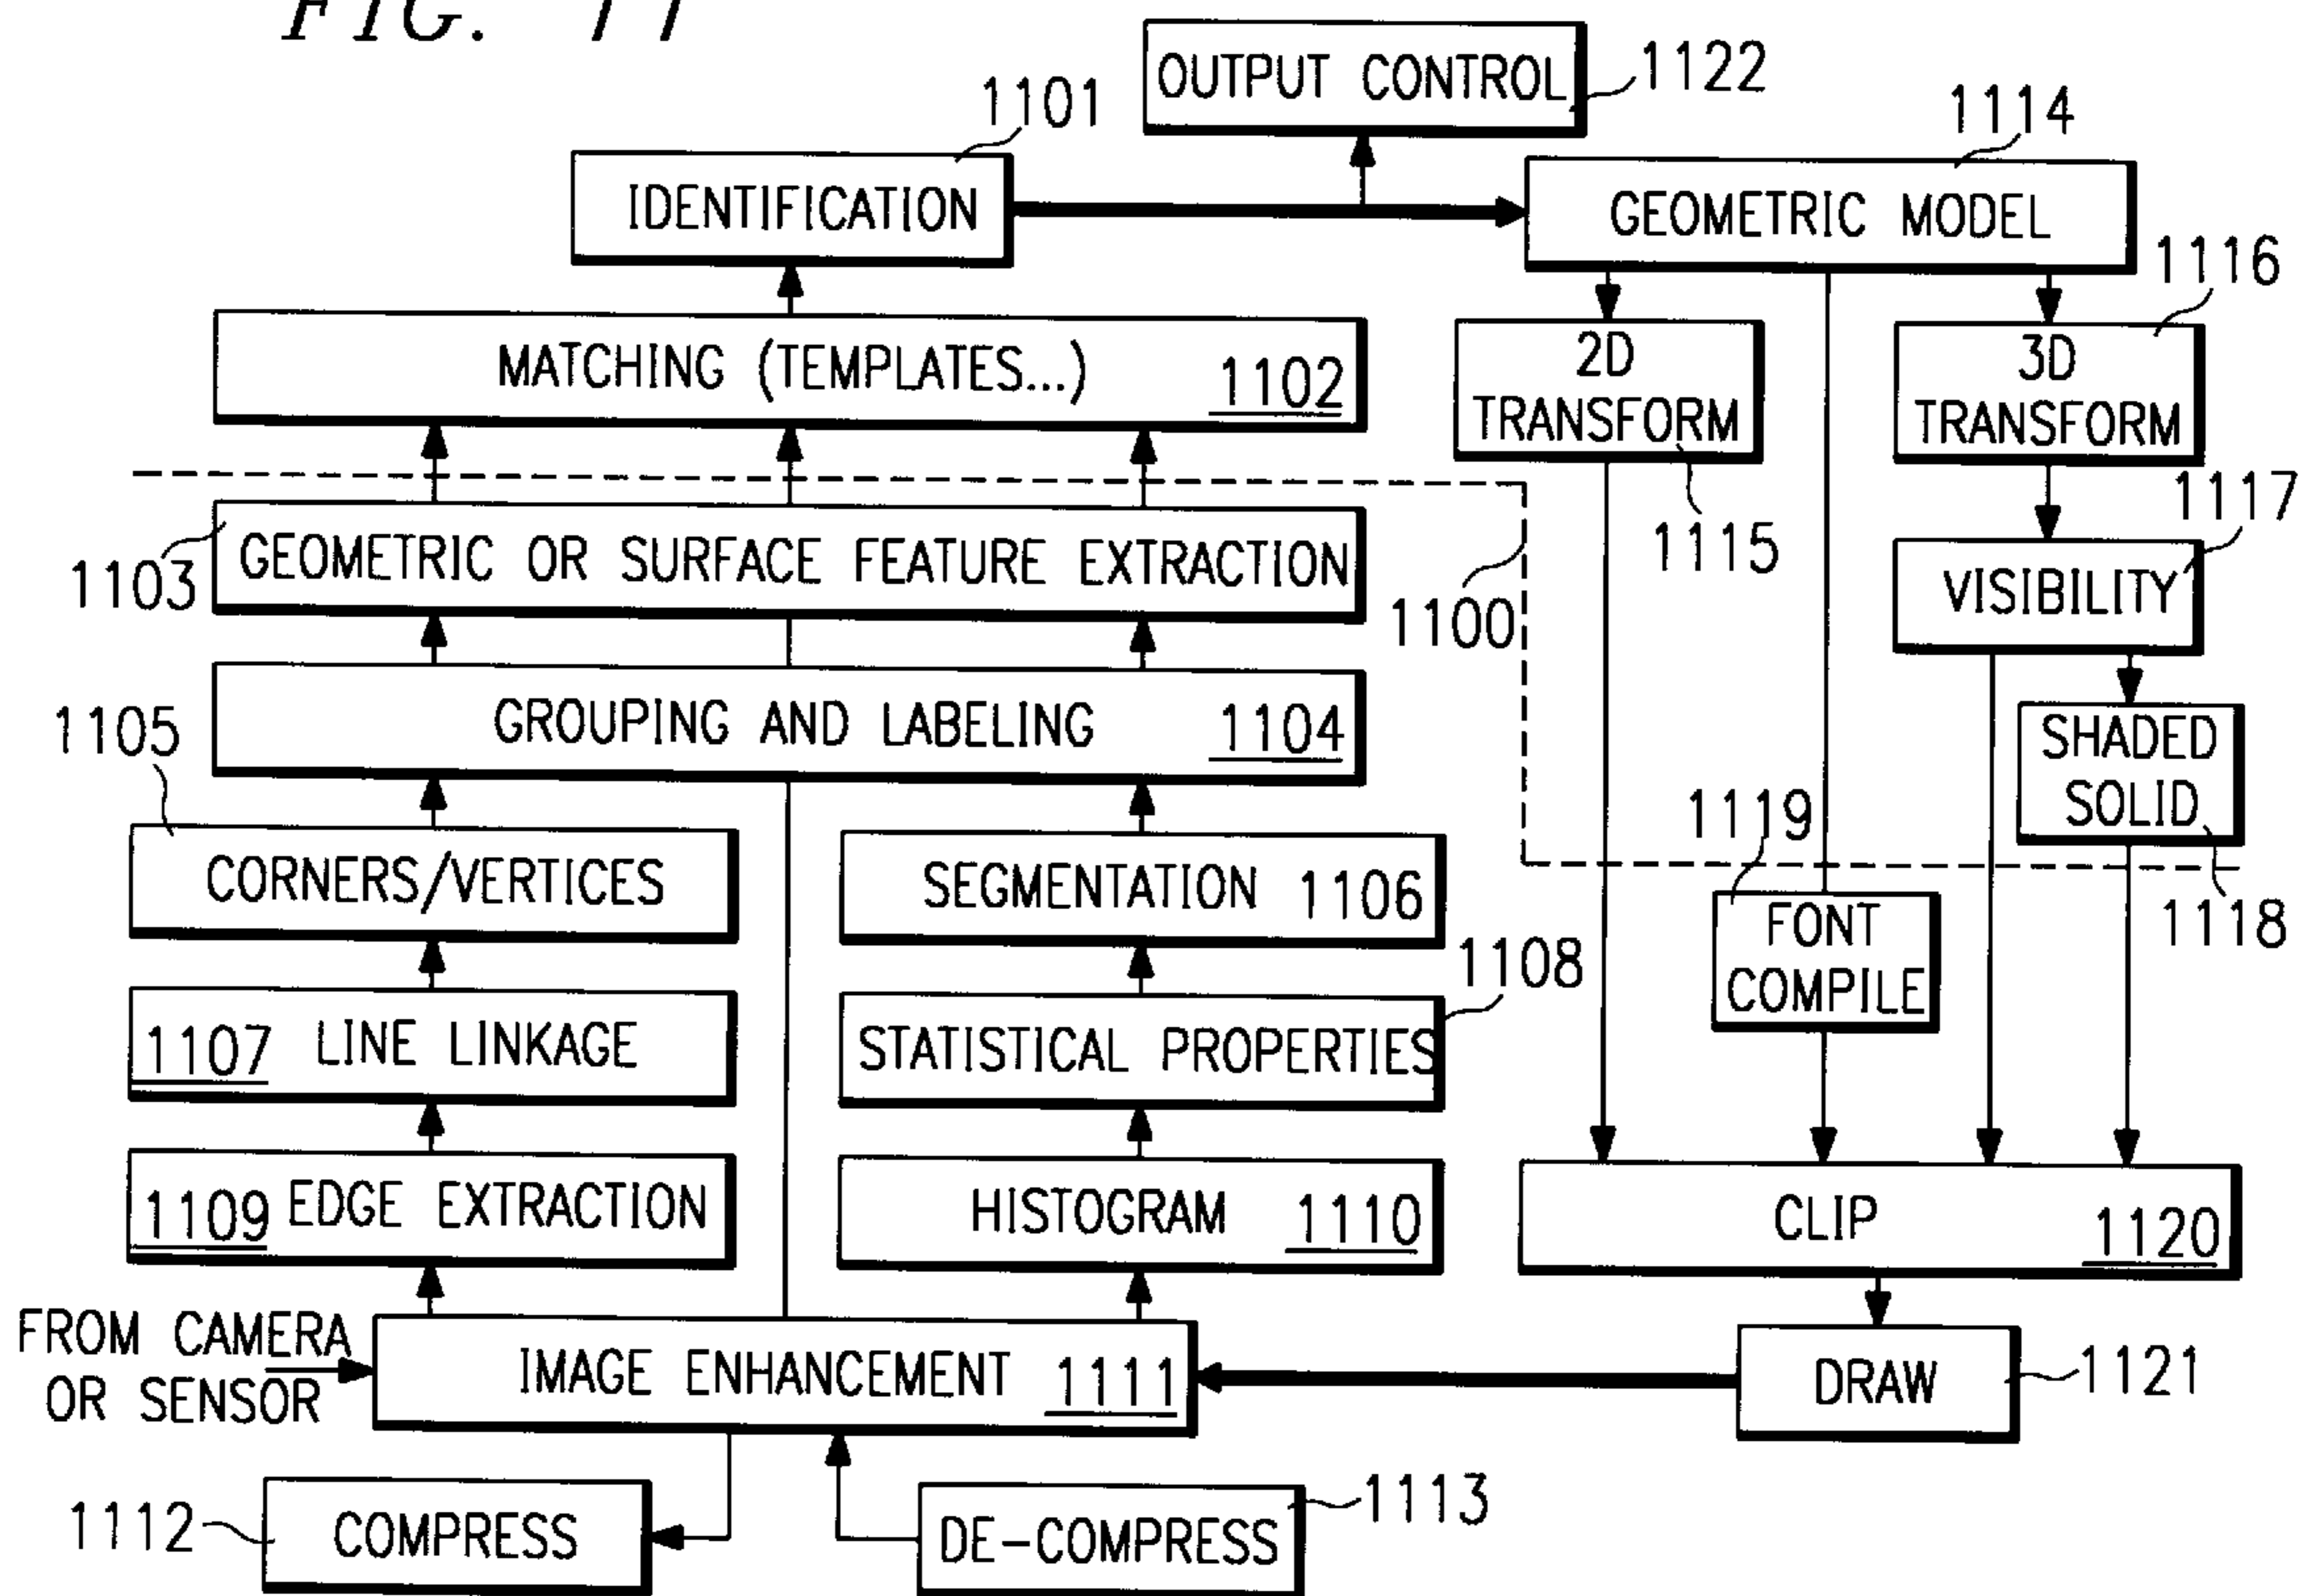 FIG. 11
OUTPUT CONTROL
1122
1101
1114
IDENTIFICATION
GEOMETRIC MODEL
1116
MATCHING (TEMPLATES...) 1102
2D
TRANSFORM
3D
TRANSFORM
1117
1115
1103
GEOMETRIC OR SURFACE FEATURE EXTRACTION
1100
VISIBILITY
1105
GROUPING AND LABELING 1104
SHADED
SOLID
1119
CORNERS/VERTICES
SEGMENTATION 1106
1118
FONT
COMPILE
1108
1107 LINE LINKAGE
STATISTICAL PROPERTIES
1109 EDGE EXTRACTION
HISTOGRAM 1110
CLIP 1120
FROM CAMERA
OR SENSOR
IMAGE ENHANCEMENT 1111
DRAW
1121
1112
COMPRESS
DE-COMPRESS
1113